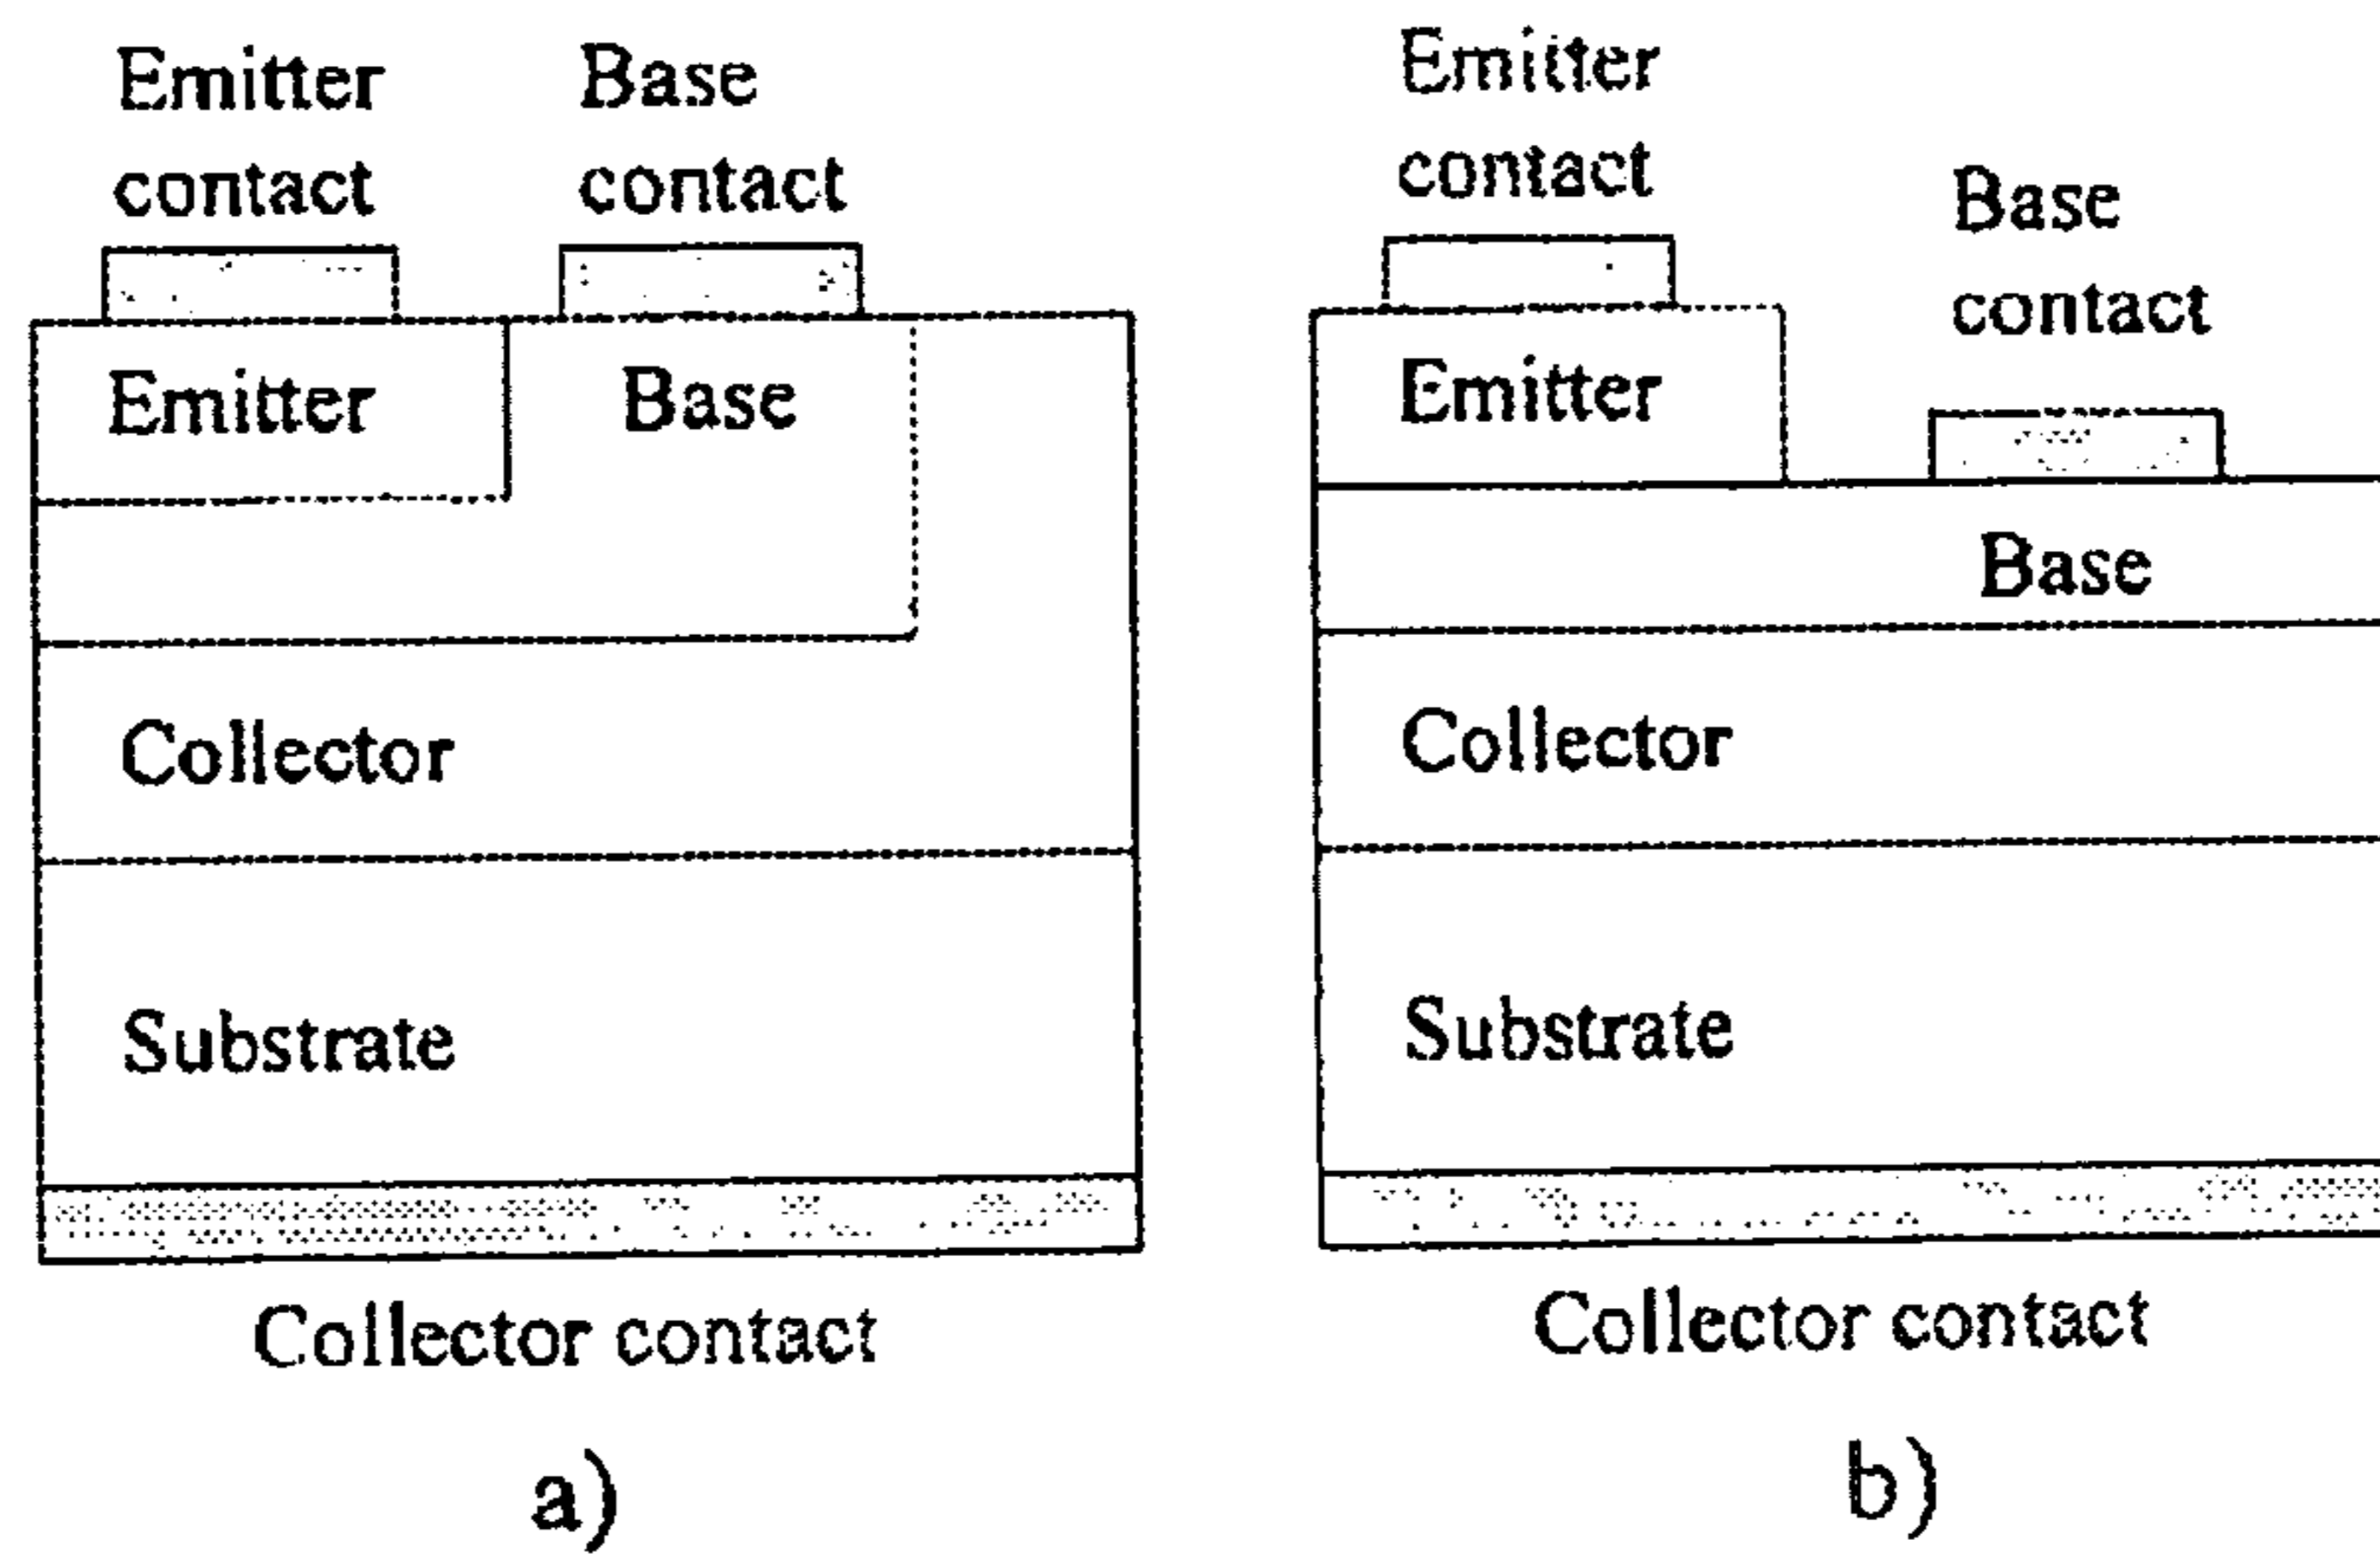 Emitter
contact
Base
contact
Emitter
Base
Collector
Substrate
Collector contact
a)
Emitter
contact
Base
contact
Emitter
Base
Collector
Substrate
Collector contact
b)